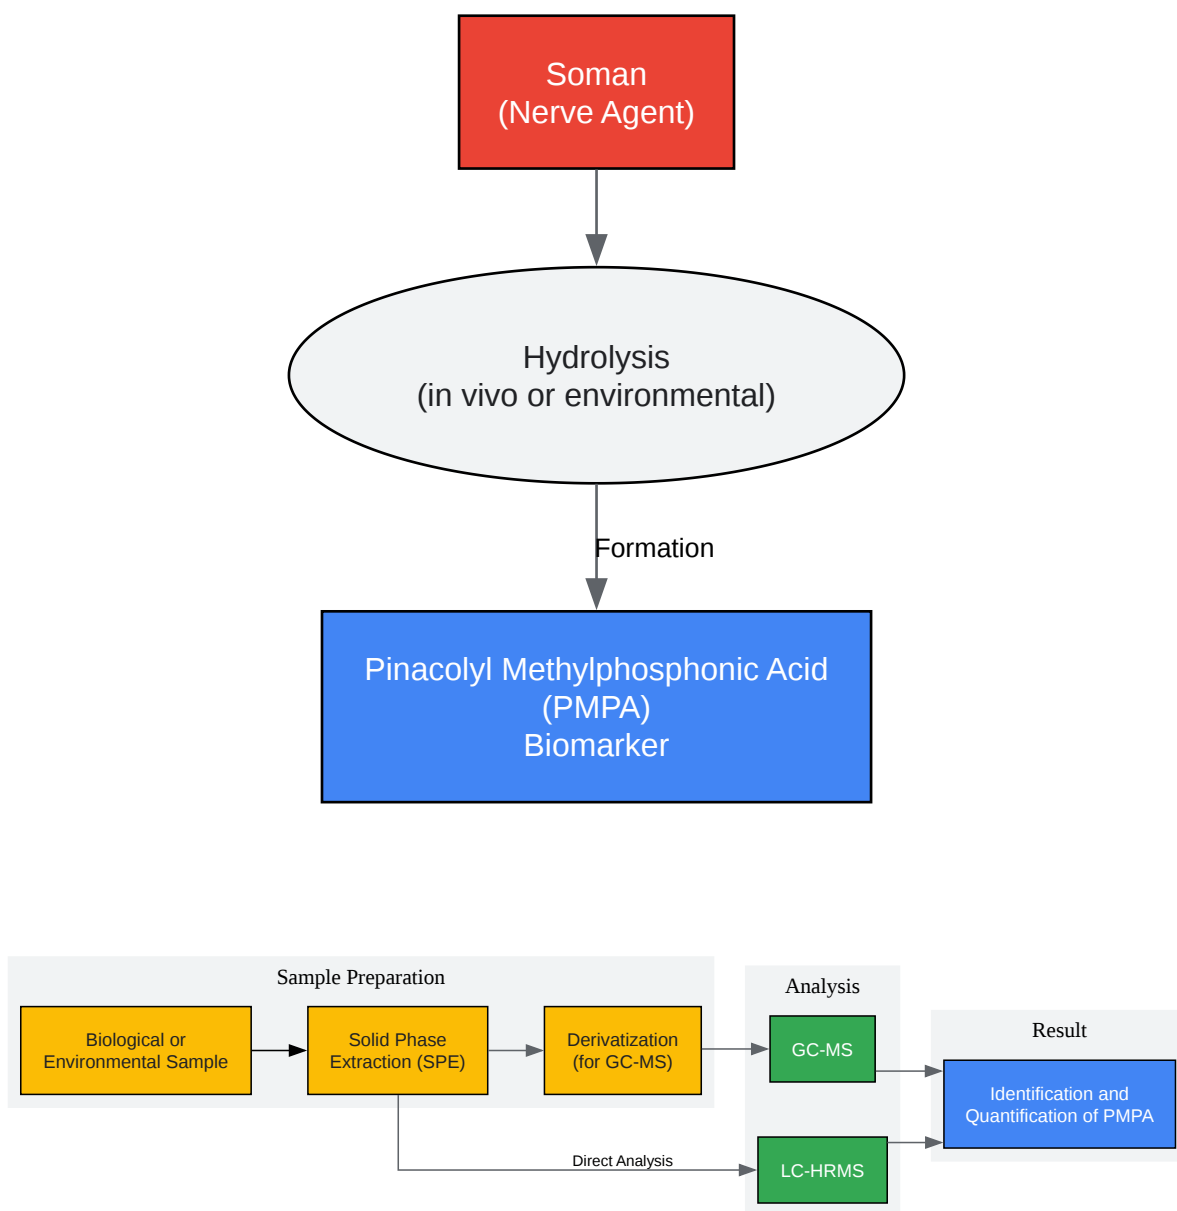 Soman
(Nerve Agent)
Hydrolysis
(in vivo or environmental)
Formation
Pinacolyl Methylphosphonic Acid
(PMPA)
Biomarker
Sample Preparation
Biological or
Environmental Sample
Solid Phase
Extraction (SPE)
Derivatization
(for GC-MS)
Direct Analysis
Analysis
GC-MS
LC-HRMS
Result
Identification and
Quantification of PMPA